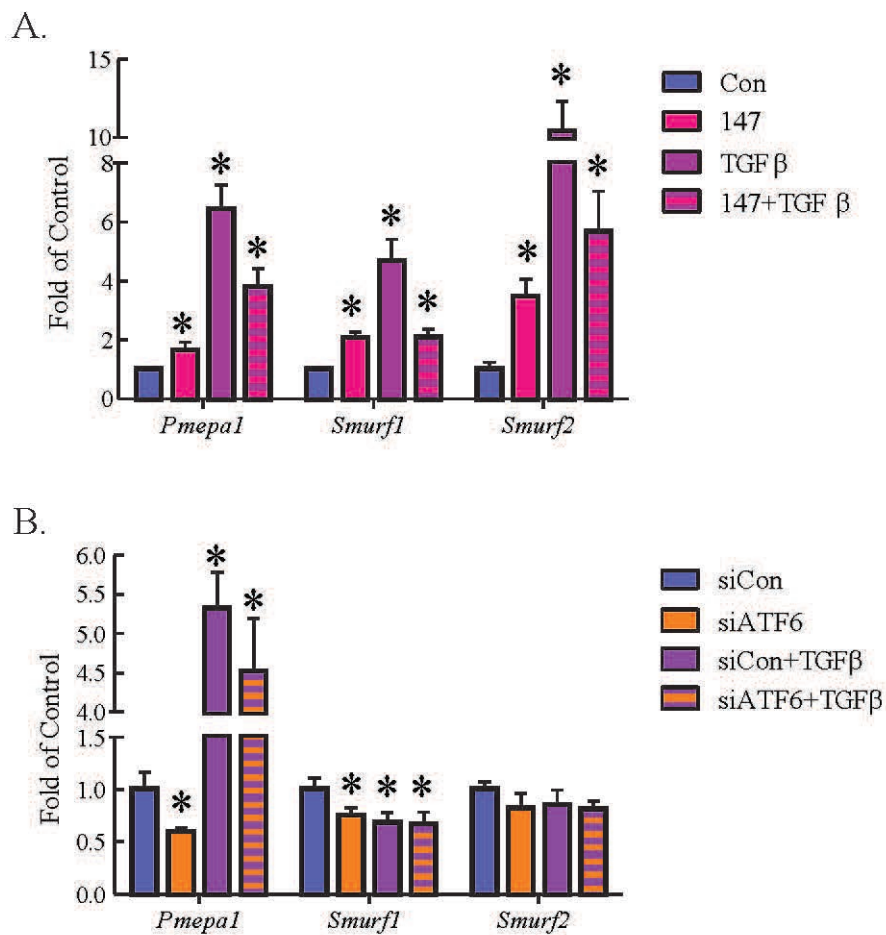 A.
15
10
8
6
4
2
0
Fold of Control
* * * * * * * * *
Pmepa1 Smurf1 Smurf2
Con
147
TGF β
147+TGF β
B.
6.0
5.5
5.0
4.5
4.0
1.5
1.0
0.5
0.0
Fold of Control
* * * * * *
Pmepa1 Smurf1 Smurf2
siCon
siATF6
siCon+TGFβ
siATF6+TGFβ